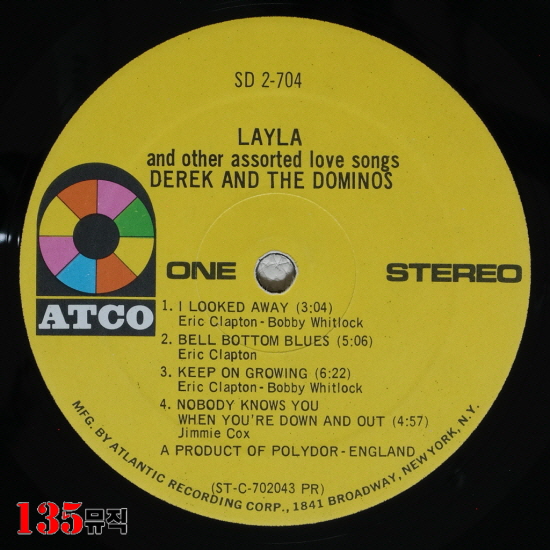 SD 2-704
LAYLA
and other assorted love songs
DEREK AND THE DOMINOS
ATCO
ONE
STEREO
1. I LOOKED AWAY (3:04)
Eric Clapton-Bobby Whitlock
2. BELL BOTTOM BLUES (5:06)
Eric Clapton
3. KEEP ON GROWING (6:22)
Eric Clapton-Bobby Whitlock
4. NOBODY KNOWS YOU
WHEN YOU'RE DOWN AND OUT (4:57)
Jimmie Cox
A PRODUCT OF POLYDOR-ENGLAND
(ST-C-702043 PR)
MFG. BY ATLANTIC RECORDING CORP., 1841 BROADWAY, NEW YORK, N.Y.
135뮤직